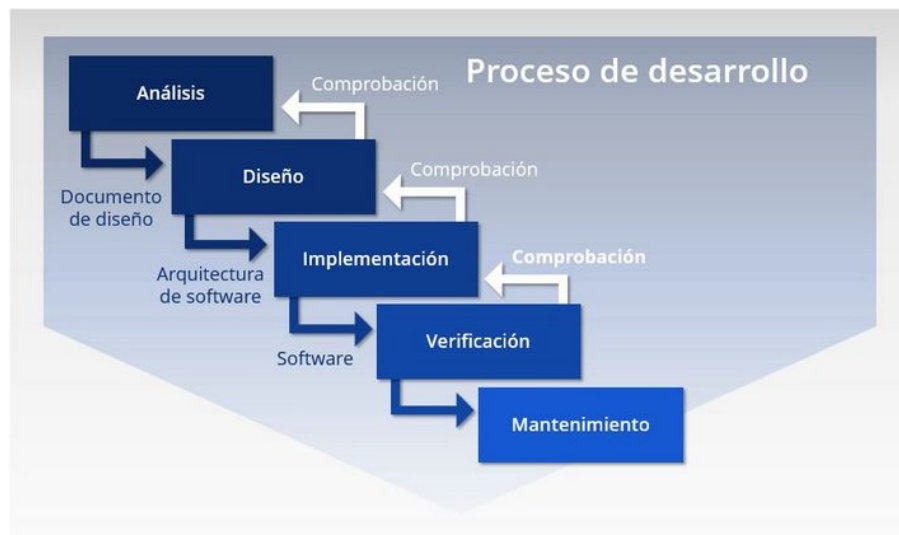 Proceso de desarrollo
Análisis
Comprobación
Documento
de diseño
Diseño
Comprobación
Arquitectura
de software
Implementación
Comprobación
Software
Verificación
Mantenimiento